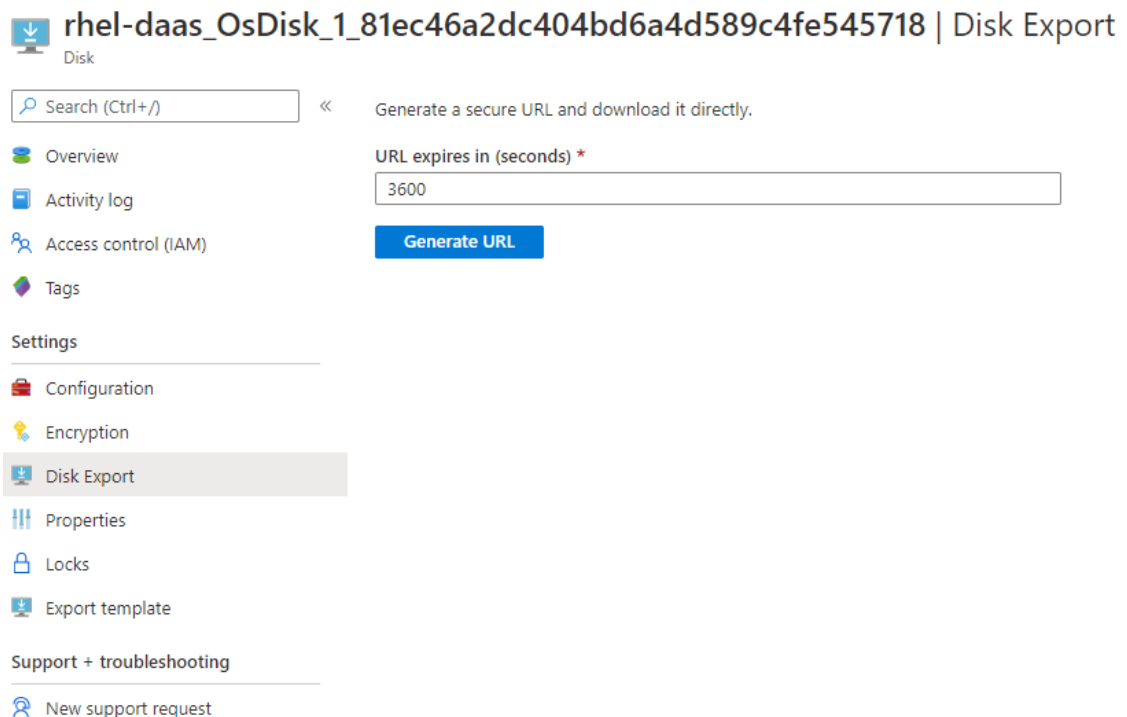 rhel-daas_OsDisk_1_81ec46a2dc404bd6a4d589c4fe545718 | Disk Export
Disk
Search (Ctrl+/)
«
Overview
Activity log
Access control (IAM)
Tags
Settings
Configuration
Encryption
Disk Export
Properties
Locks
Export template
Support + troubleshooting
New support request
Generate a secure URL and download it directly.
URL expires in (seconds) *
3600
Generate URL